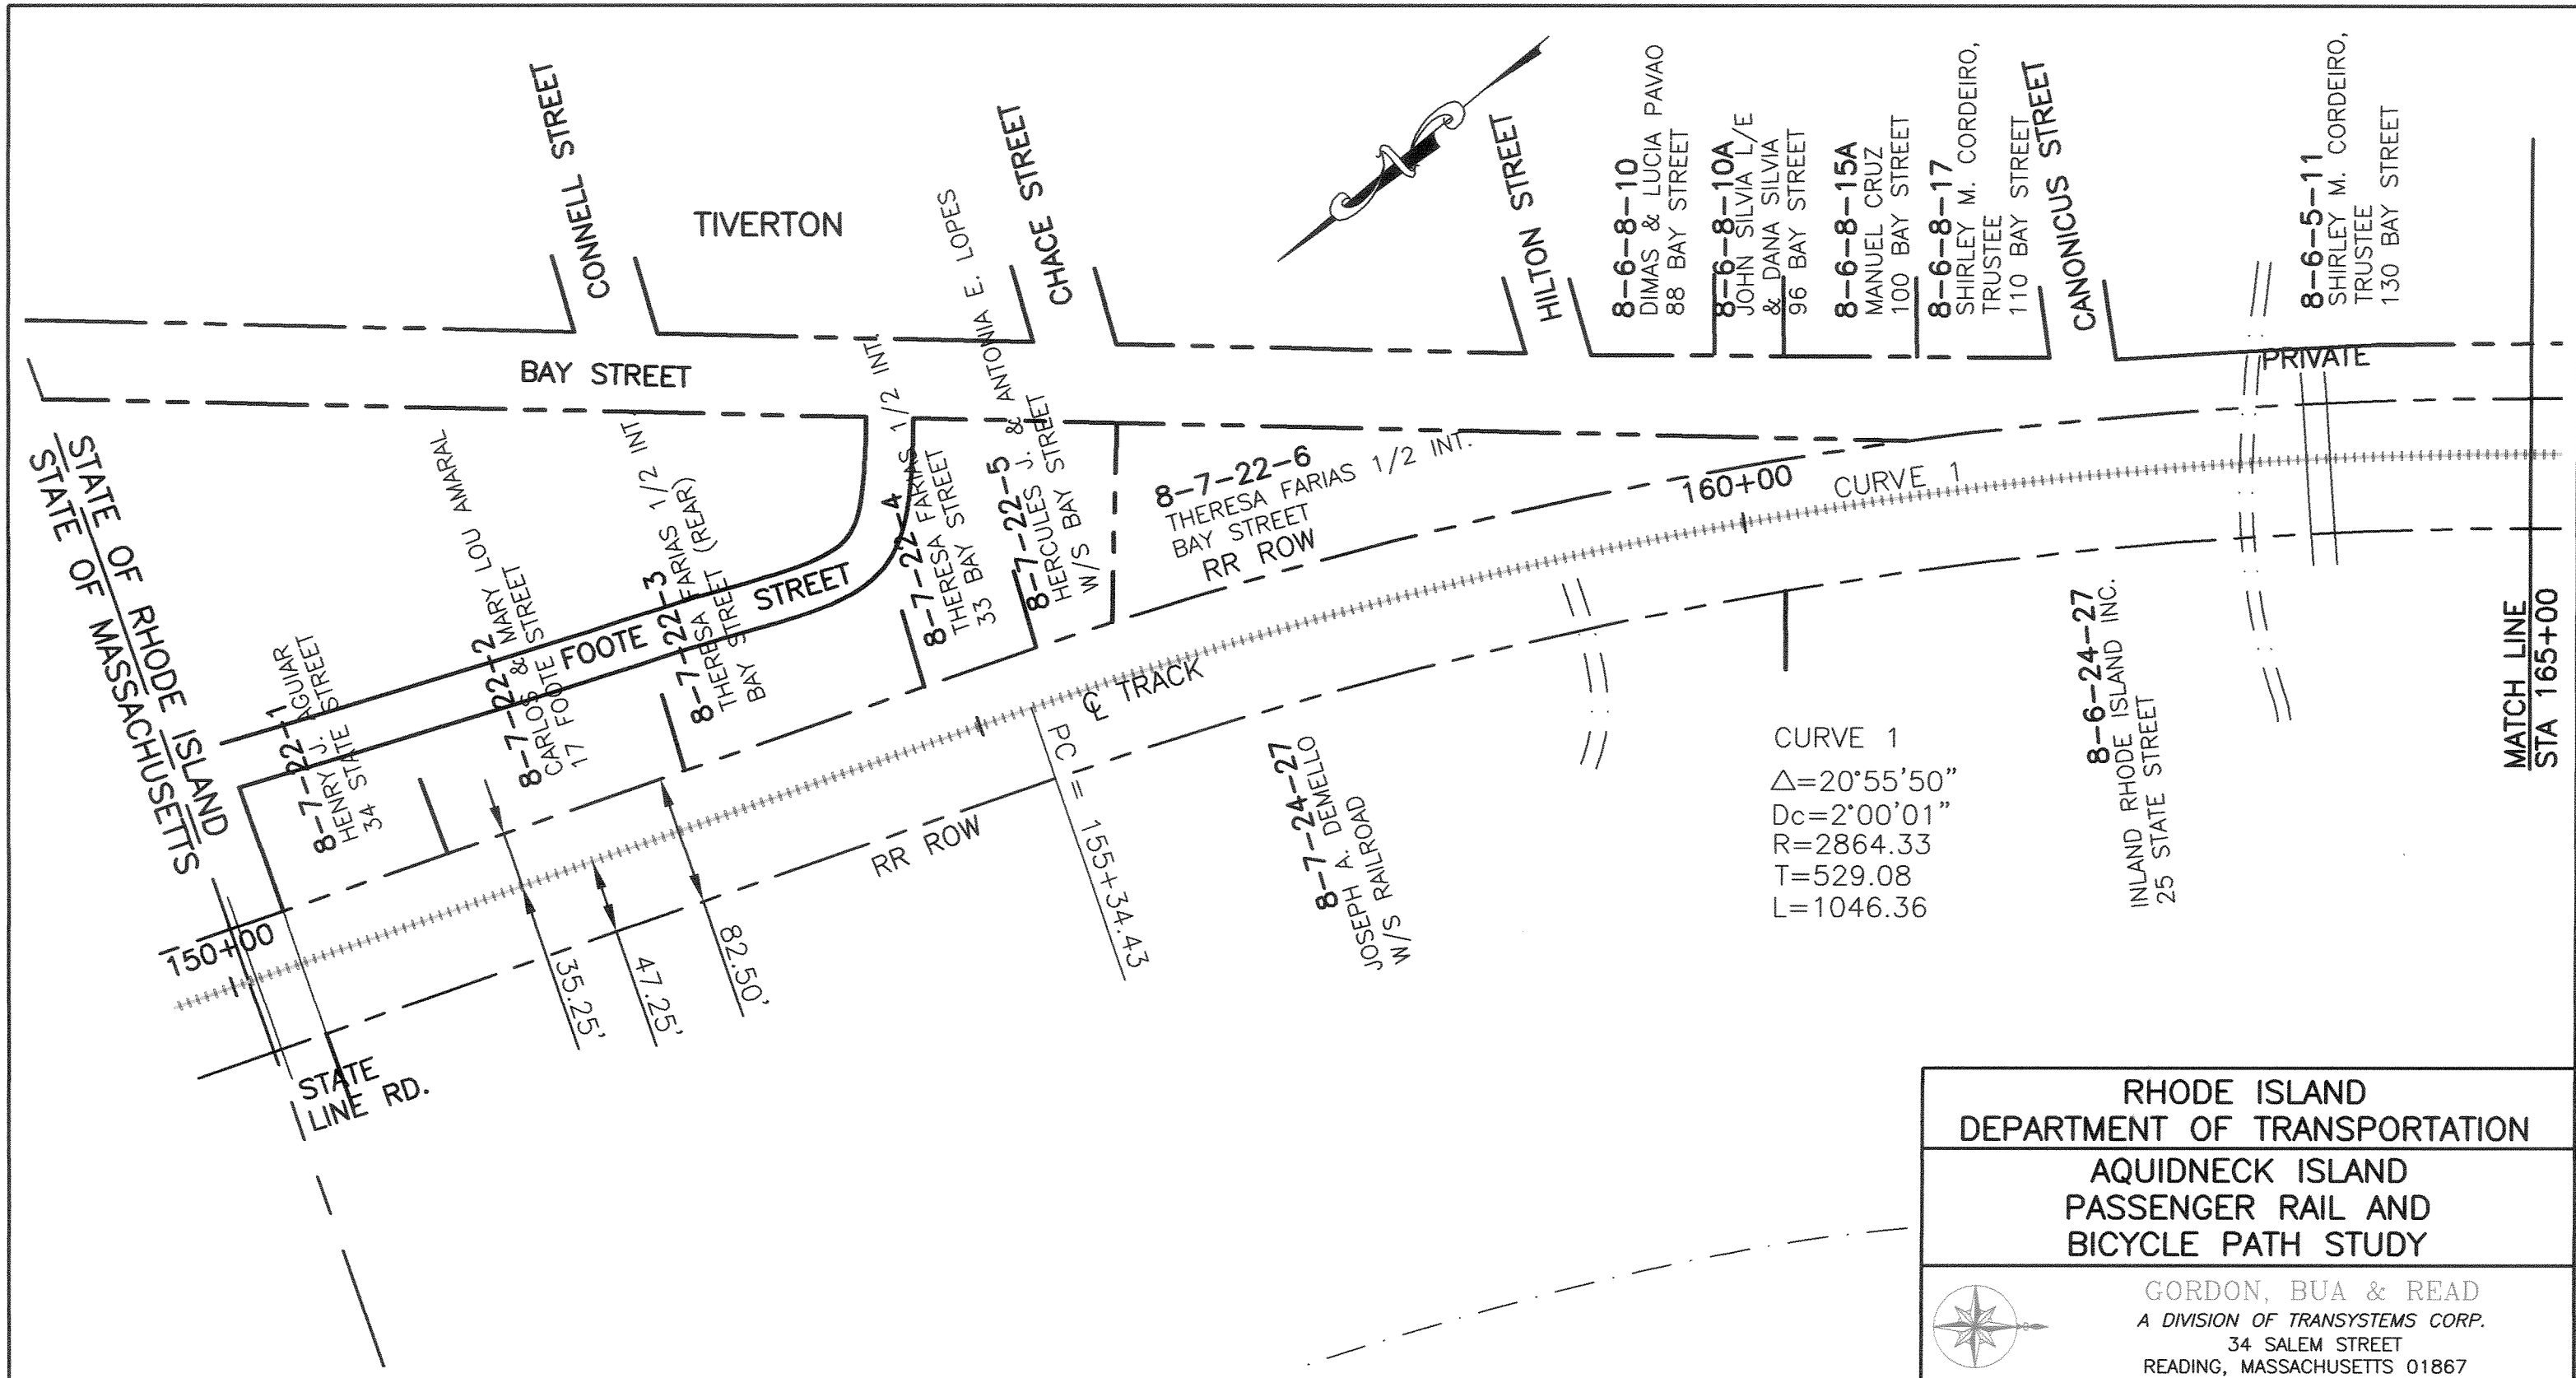 CONNELL STREET
TIVERTON
CHACE STREET
HILTON STREET
8-6-8-10
DIMAS & LUCIA PAVAO
88 BAY STREET
8-6-8-10A
JOHN SILVIA L/E
& DANA SILVIA
96 BAY STREET
8-6-8-15A
MANUEL CRUZ
100 BAY STREET
8-6-8-17
SHIRLEY M. CORDEIRO,
TRUSTEE
110 BAY STREET
CANONICUS STREET
8-6-5-11
SHIRLEY M. CORDEIRO,
TRUSTEE
130 BAY STREET
BAY STREET
PRIVATE
STATE OF RHODE ISLAND
STATE OF MASSACHUSETTS
8-7-22-1
HENRY J. AGUIAR
34 STATE STREET
8-7-22-2
CARLOS & MARY LOU AMARAL
17 FOOTE STREET
FOOTE STREET
8-7-22-3
THERESA FARIAS 1/2 INT.
BAY STREET (REAR)
8-7-22-4
THERESA FARIAS 1/2 INT.
33 BAY STREET
8-7-22-5
HERCULES J. & ANTONIA E. LOPES
W/S BAY STREET
8-7-22-6
THERESA FARIAS 1/2 INT.
BAY STREET
RR ROW
160+00
CURVE 1
150+00
℄ TRACK
PC = 155+34.43
RR ROW
35.25'
47.25'
82.50'
STATE
LINE RD.
8-7-24-27
JOSEPH A. DEMELLO
W/S RAILROAD
CURVE 1
△=20°55'50"
Dc=2°00'01"
R=2864.33
T=529.08
L=1046.36
8-6-24-27
INLAND RHODE ISLAND INC.
25 STATE STREET
MATCH LINE
STA 165+00
RHODE ISLAND
DEPARTMENT OF TRANSPORTATION
AQUIDNECK ISLAND
PASSENGER RAIL AND
BICYCLE PATH STUDY
GORDON, BUA & READ
A DIVISION OF TRANSYSTEMS CORP.
34 SALEM STREET
READING, MASSACHUSETTS 01867